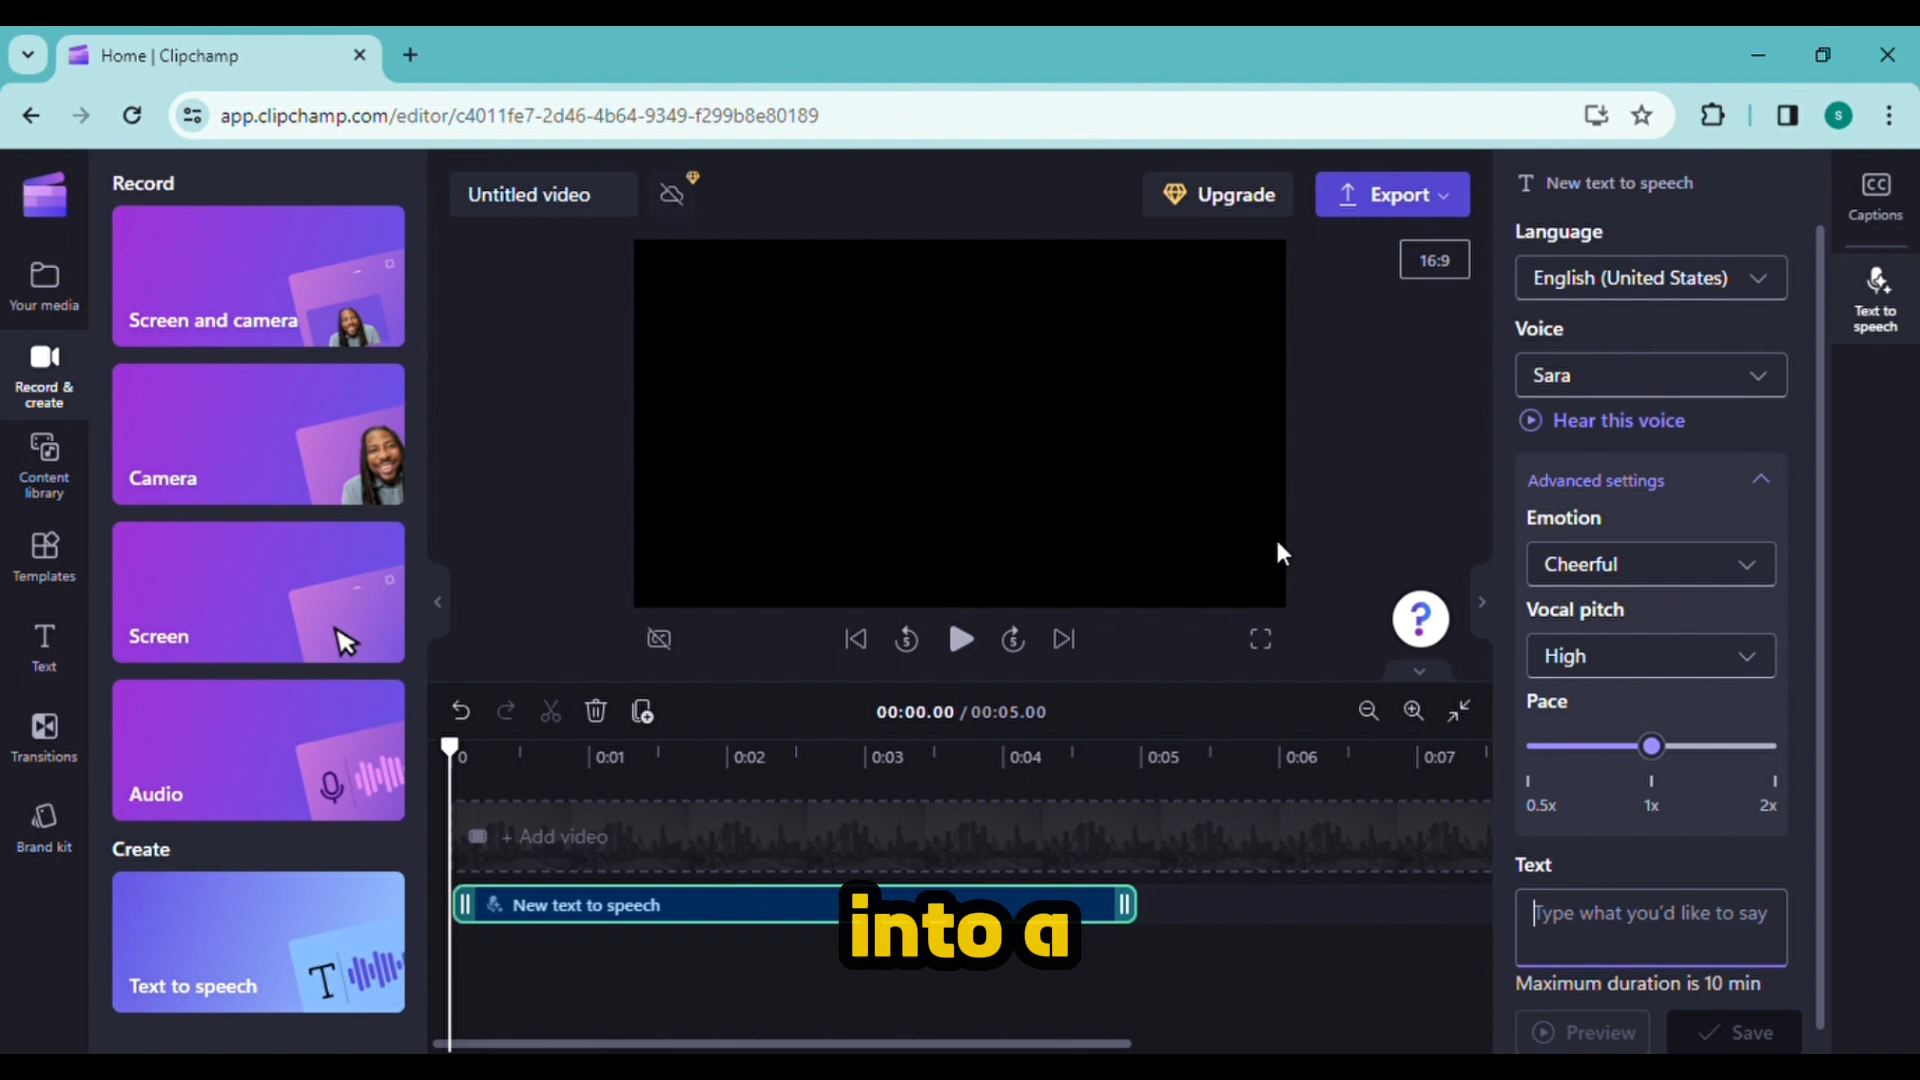 Home | Clipchamp
app.clipchamp.com/editor/c4011fe7-2d46-4b64-9349-f299b8e80189
S
Your media
Record &
create
Content
library
Templates
Text
Transitions
Brand kit
Record
Screen and camera
Camera
Screen
Audio
Create
Text to speech
Untitled video
Upgrade
Export
16:9
?
00:00.00 / 00:05.00
0
0:01
0:02
0:03
0:04
0:05
0:06
0:07
+ Add video
New text to speech
into a
New text to speech
Language
English (United States)
Voice
Sara
Hear this voice
Advanced settings
Emotion
Cheerful
Vocal pitch
High
Pace
0.5x
1x
2x
Text
Type what you'd like to say
Maximum duration is 10 min
Preview
Save
CC
Captions
Text to
speech